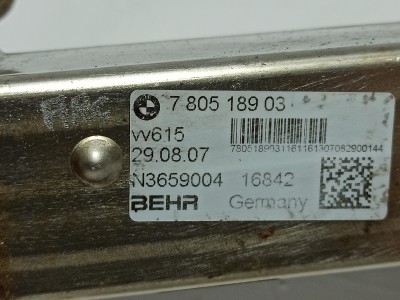 7 805 189 03
W615
29.08.07
N3659004 16842
BEHR Germany